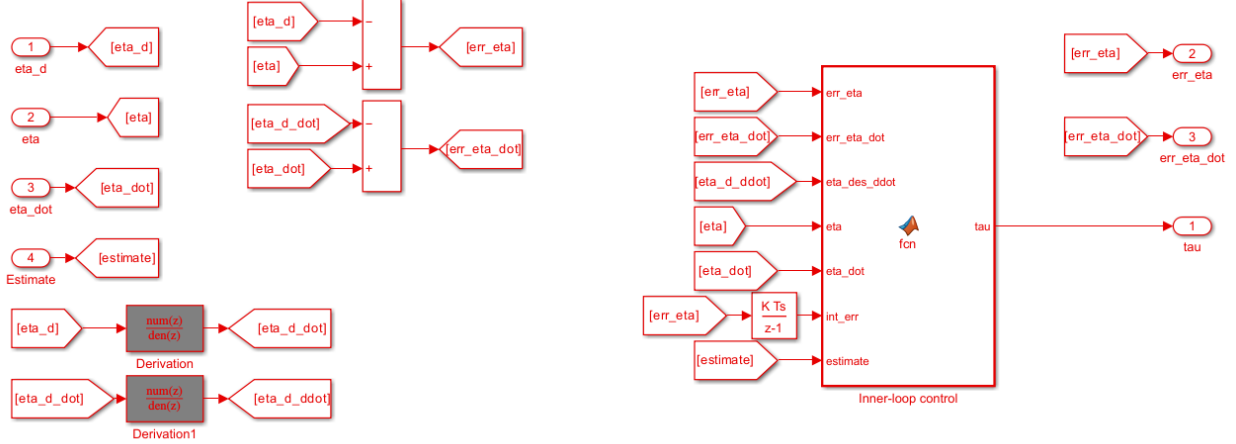 1
[eta_d]
eta_d
2
[eta]
eta
3
[eta_dot]
eta_dot
4
[estimate]
Estimate
[eta_d]
num(z)
den(z)
[eta_d_dot]
Derivation
[eta_d_dot]
num(z)
den(z)
[eta_d_ddot]
Derivation1
[eta_d]
−
[eta]
+
[err_eta]
[eta_d_dot]
−
[eta_dot]
+
[err_eta_dot]
[err_eta]
err_eta
[err_eta_dot]
err_eta_dot
[eta_d_ddot]
eta_des_ddot
[eta]
eta
[eta_dot]
eta_dot
[err_eta]
K Ts
z-1
int_err
[estimate]
estimate
fcn
tau
Inner-loop control
[err_eta]
2
err_eta
[err_eta_dot]
3
err_eta_dot
1
tau